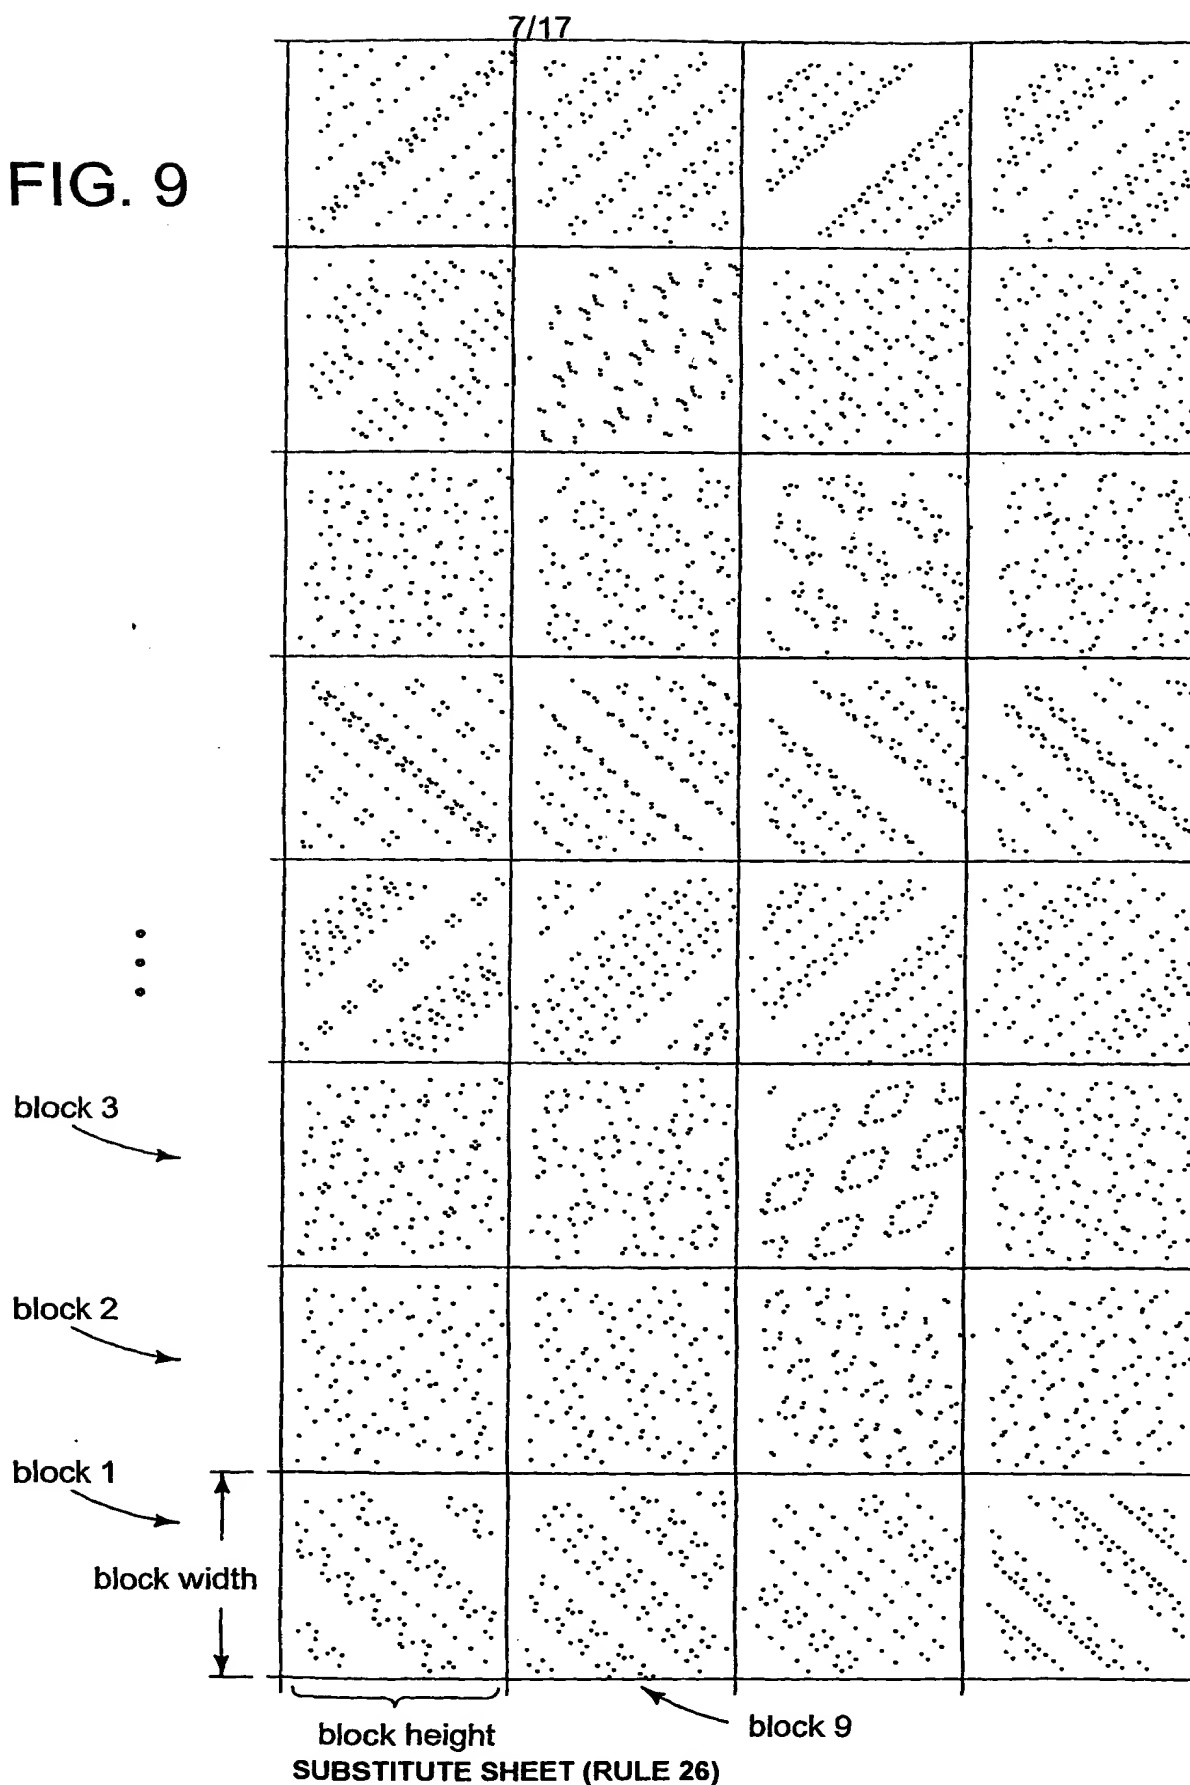 7/17
FIG. 9
block 3
block 2
block 1
block width
block height
block 9
SUBSTITUTE SHEET (RULE 26)